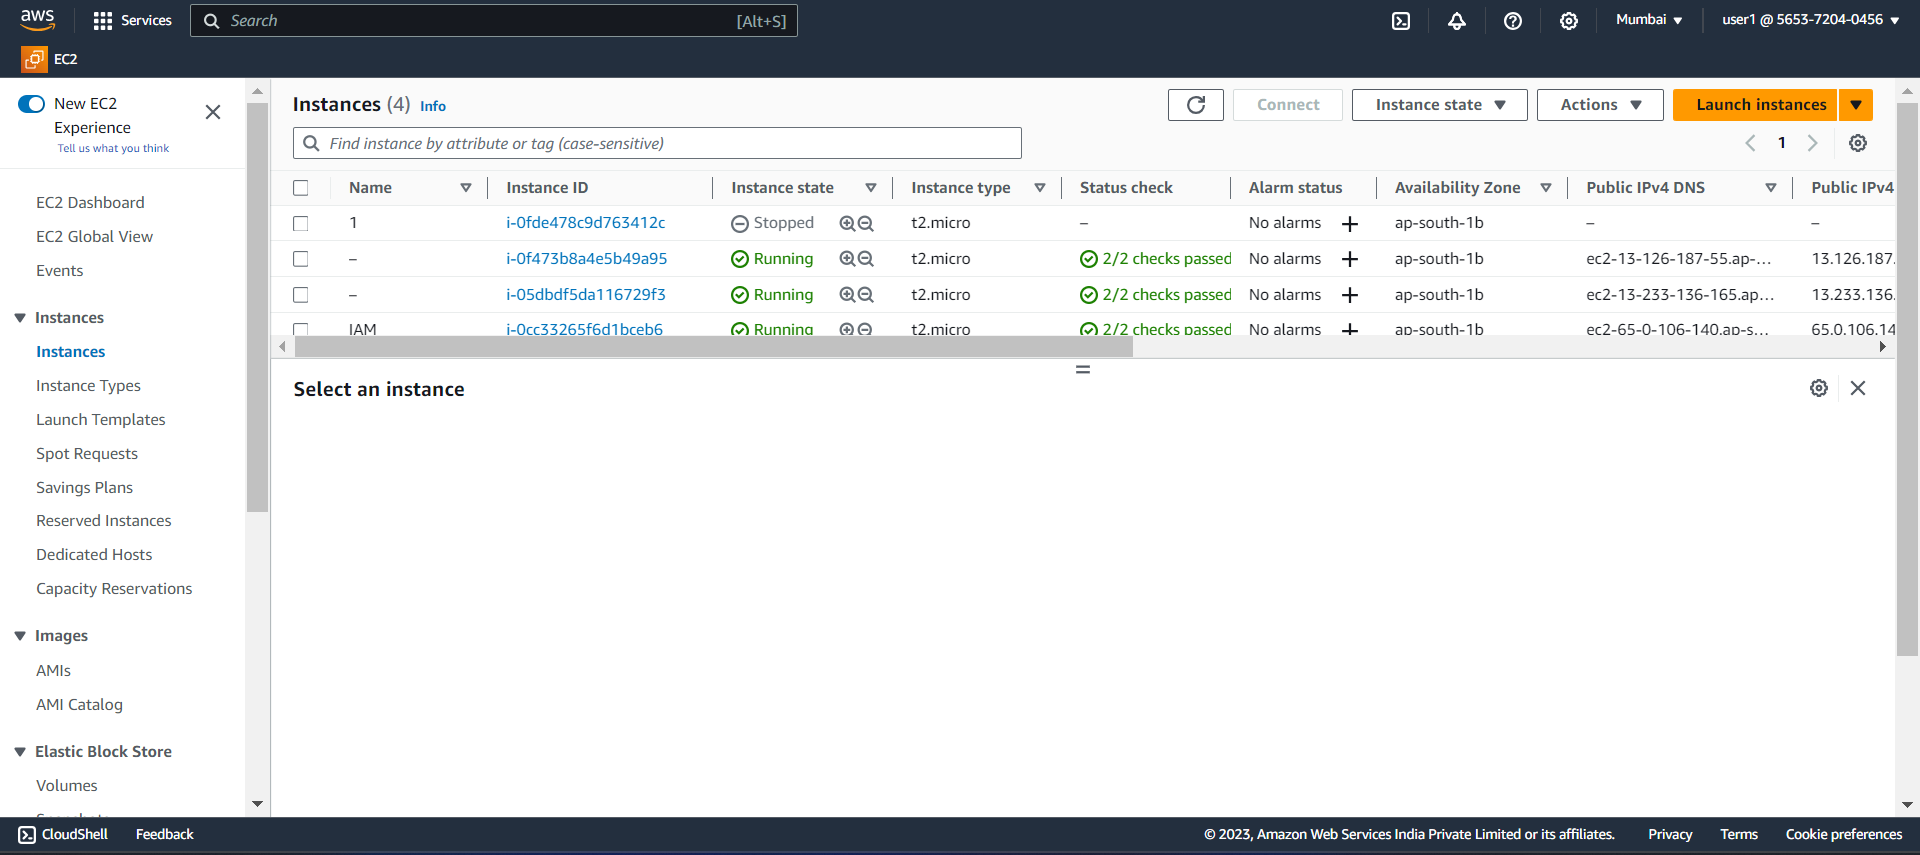 aws
Services
Search [Alt+S]
Mumbai
user1 @ 5653-7204-0456
EC2
New EC2
Experience
Tell us what you think
EC2 Dashboard
EC2 Global View
Events
Instances
Instances
Instance Types
Launch Templates
Spot Requests
Savings Plans
Reserved Instances
Dedicated Hosts
Capacity Reservations
Images
AMIs
AMI Catalog
Elastic Block Store
Volumes
Instances (4) Info
Connect
Instance state
Actions
Launch instances
Find instance by attribute or tag (case-sensitive)
1
Name Instance ID Instance state Instance type Status check Alarm status Availability Zone Public IPv4 DNS Public IPv4
1 i-0fde478c9d763412c Stopped t2.micro – No alarms ap-south-1b – –
– i-0f473b8a4e5b49a95 Running t2.micro 2/2 checks passed No alarms ap-south-1b ec2-13-126-187-55.ap-... 13.126.187.
– i-05dbdf5da116729f3 Running t2.micro 2/2 checks passed No alarms ap-south-1b ec2-13-233-136-165.ap... 13.233.136.
IAM i-0cc33265f6d1bceb6 Running t2.micro 2/2 checks passed No alarms ap-south-1b ec2-65-0-106-140.ap-s... 65.0.106.14
Select an instance
CloudShell
Feedback
© 2023, Amazon Web Services India Private Limited or its affiliates.
Privacy
Terms
Cookie preferences